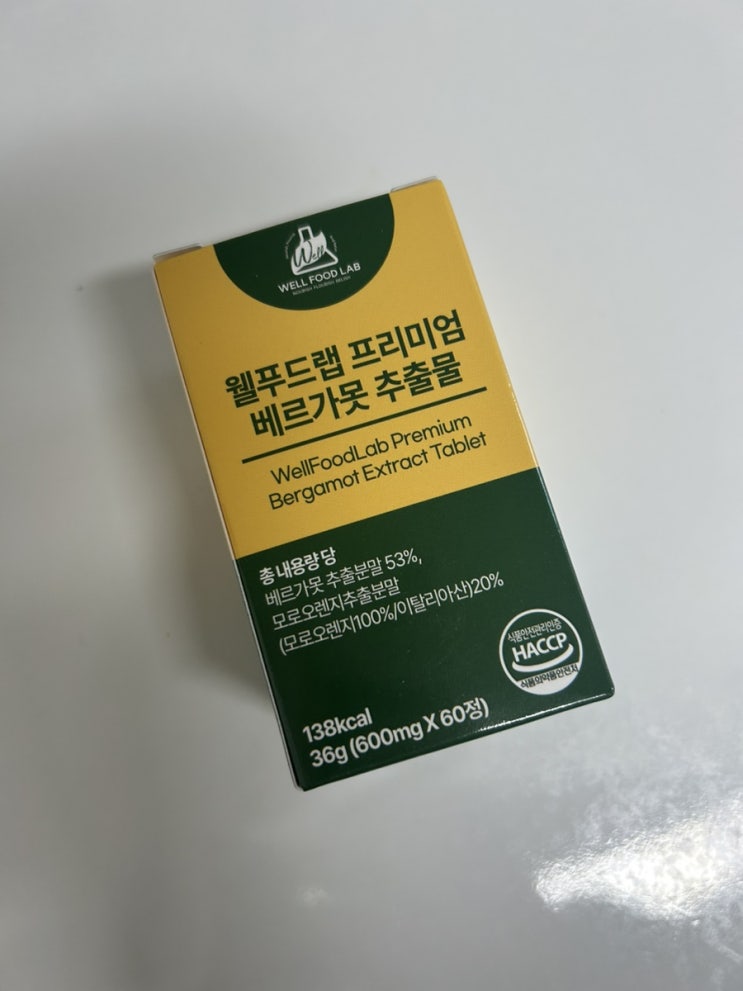 Well
WELL FOOD LAB
NOURISH FLOURISH RELISH
웰푸드랩 프리미엄
베르가못 추출물
WellFoodLab Premium
Bergamot Extract Tablet
총 내용량 당
베르가못 추출분말 53%,
모로오렌지추출분말
(모로오렌지100%/이탈리아산)20%
식품안전관리인증
HACCP
식품의약품안전처
138kcal
36g (600mg X 60정)